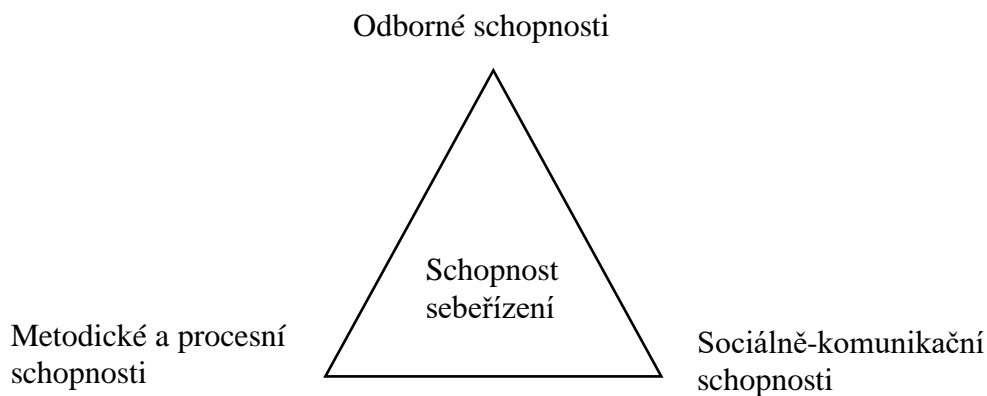 Odborné schopnosti
Schopnost
sebeřízení
Metodické a procesní
schopnosti
Sociálně-komunikační
schopnosti